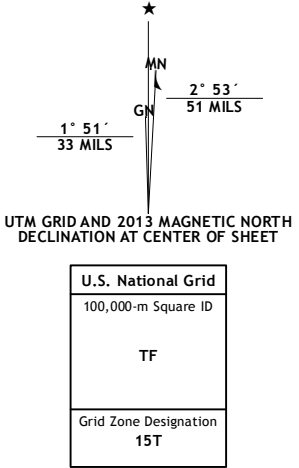 ★
MN
GN
2° 53´
51 MILS
1° 51´
33 MILS
UTM GRID AND 2013 MAGNETIC NORTH
DECLINATION AT CENTER OF SHEET
U.S. National Grid
100,000-m Square ID
TF
Grid Zone Designation
15T